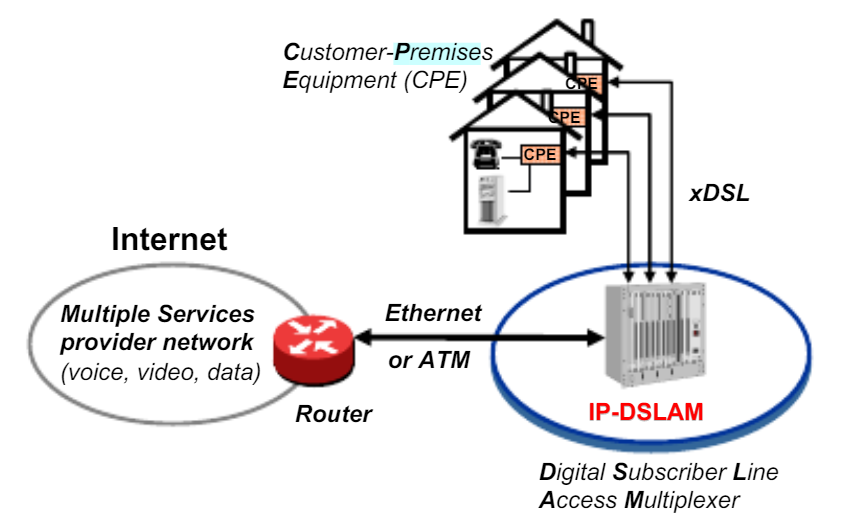 Customer-Premises
Equipment (CPE)
CPE
CPE
CPE
xDSL
Internet
Multiple Services
provider network
(voice, video, data)
Ethernet
or ATM
Router
IP-DSLAM
Digital Subscriber Line
Access Multiplexer